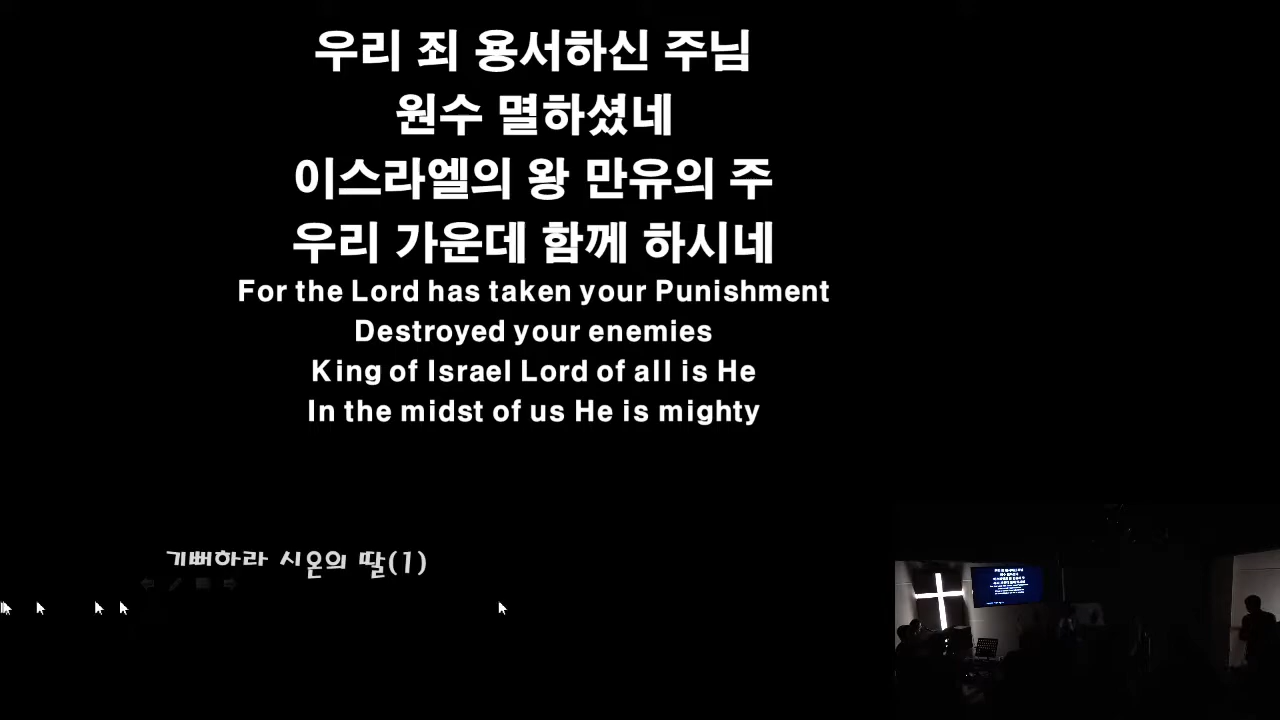 우리 죄 용서하신 주님
원수 멸하셨네
이스라엘의 왕 만유의 주
우리 가운데 함께 하시네
For the Lord has taken your Punishment
Destroyed your enemies
King of Israel Lord of all is He
In the midst of us He is mighty
기뻐하라 시온의 딸(1)